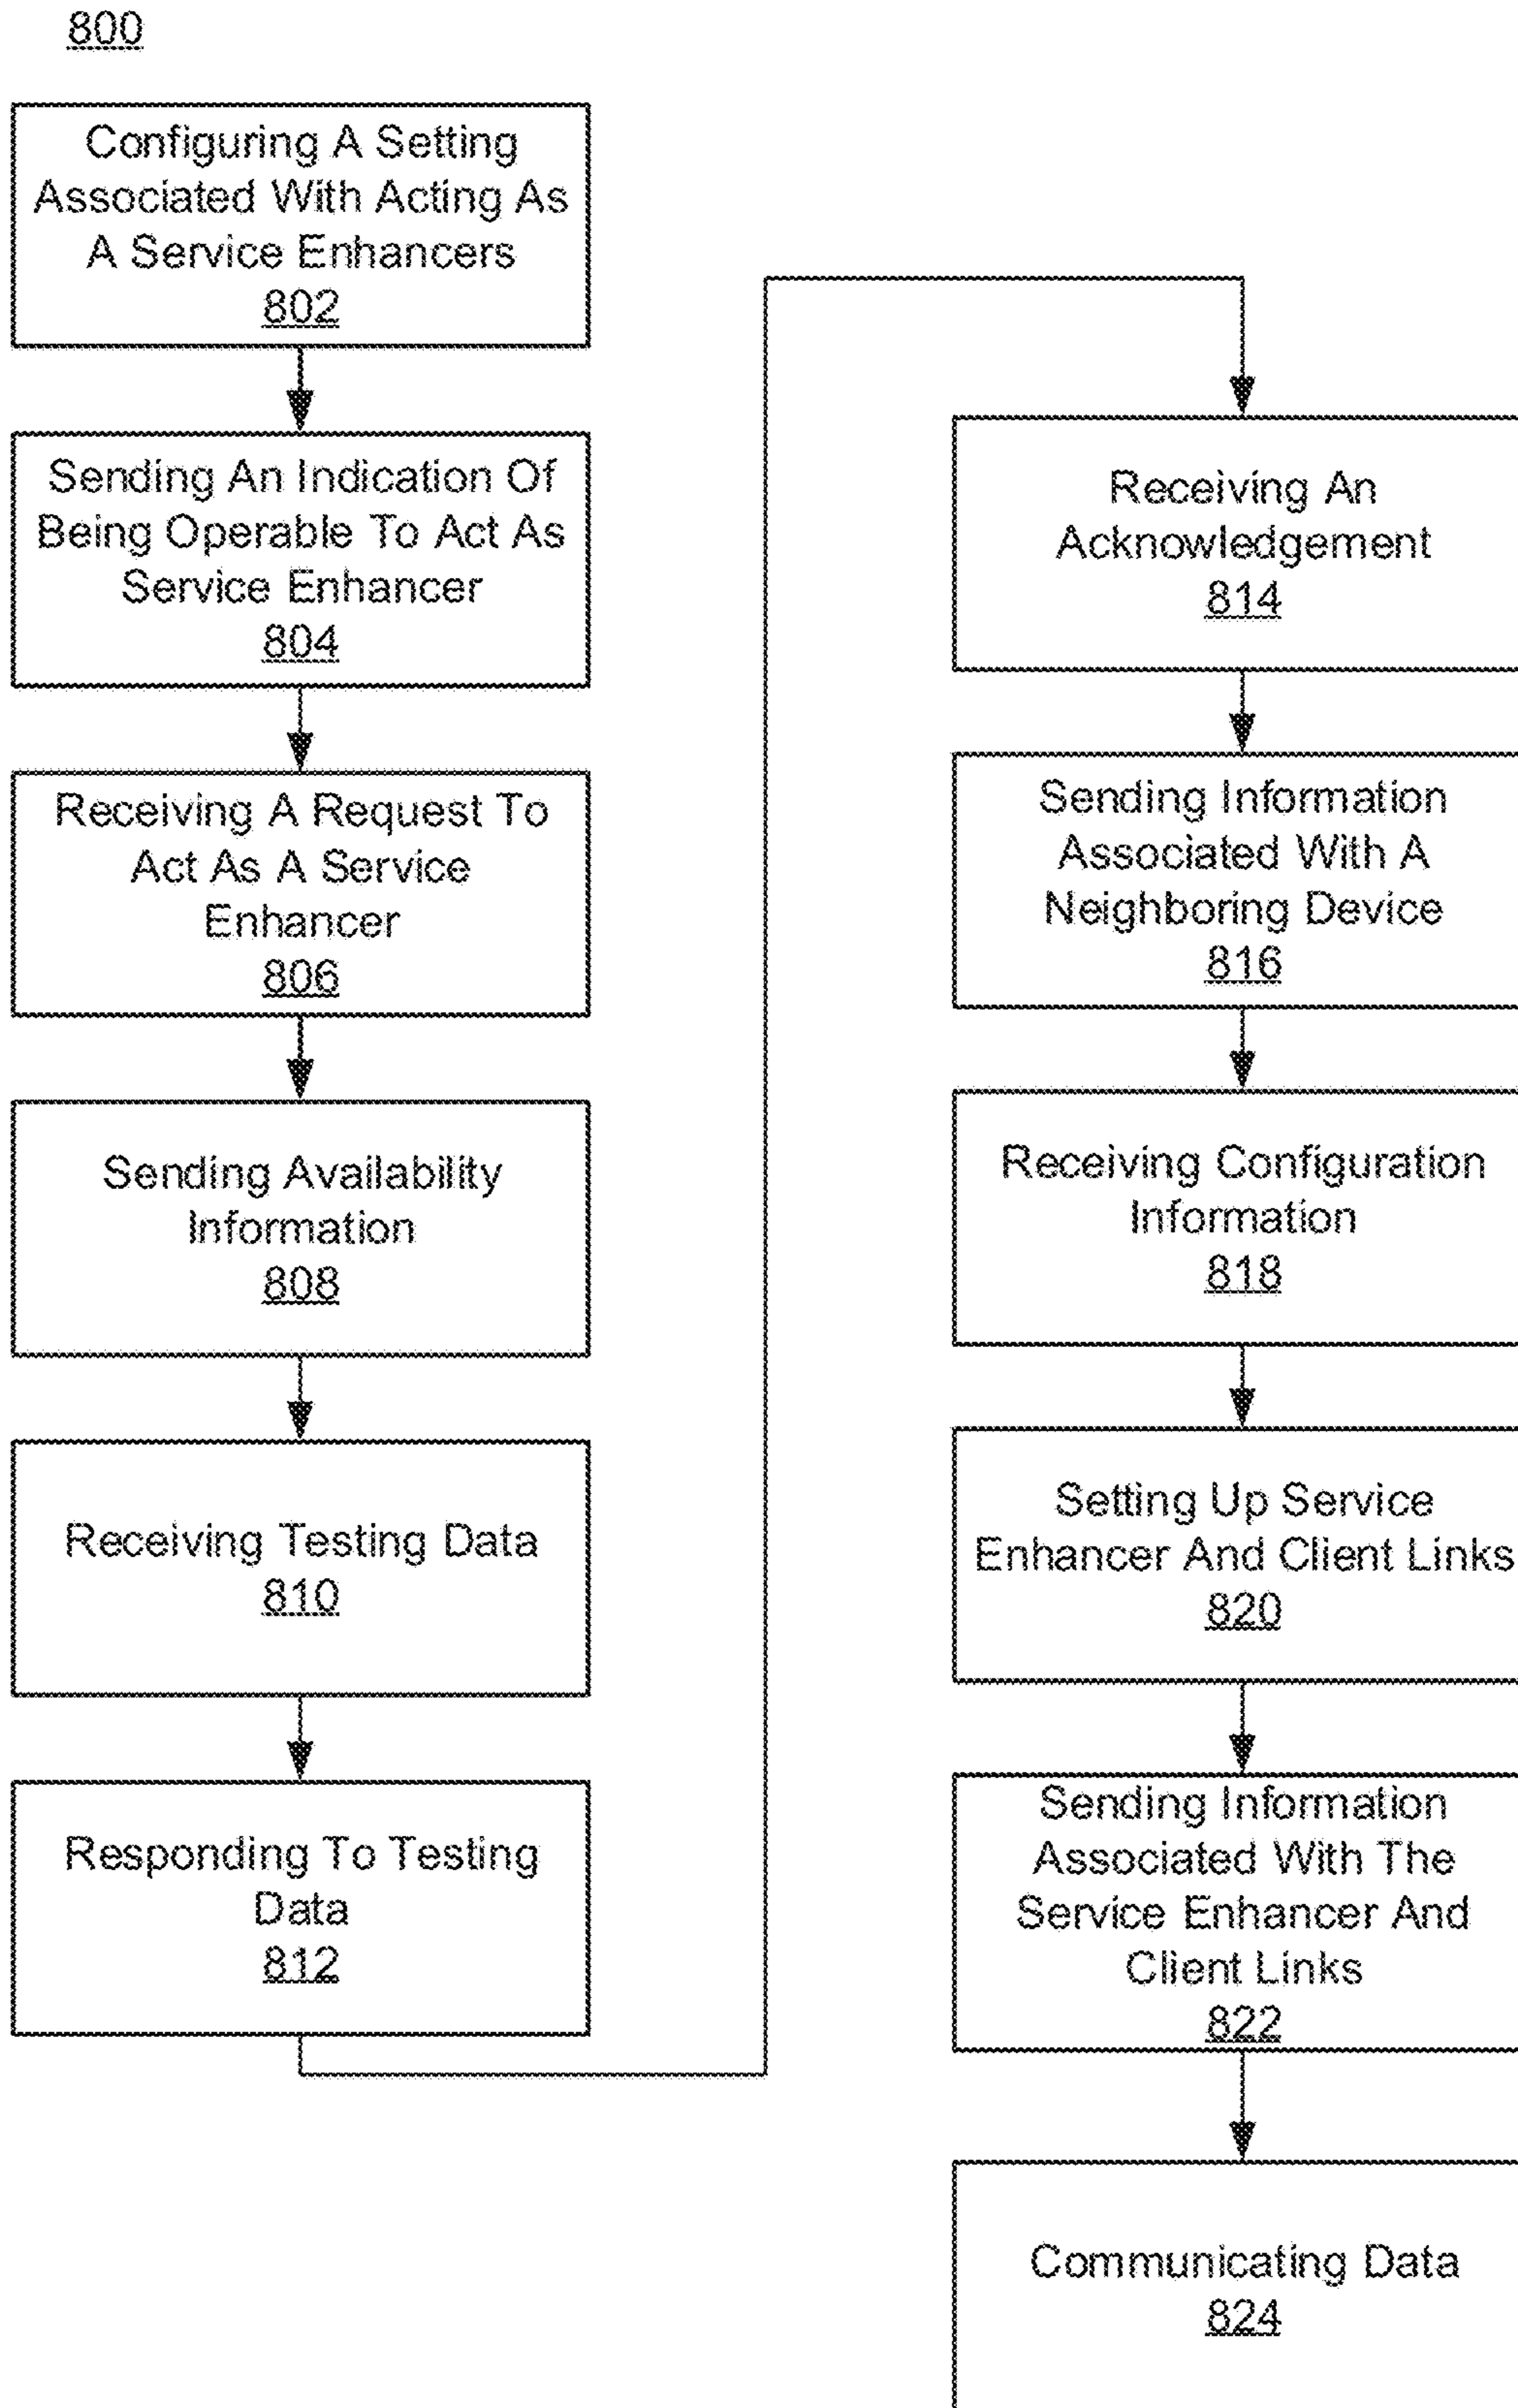 800
Configuring A Setting
Associated With Acting As
A Service Enhancers
802
Sending An Indication Of
Being Operable To Act As
Service Enhancer
804
Receiving A Request To
Act As A Service
Enhancer
806
Sending Availability
Information
808
Receiving Testing Data
810
Responding To Testing
Data
812
Receiving An
Acknowledgement
814
Sending Information
Associated With A
Neighboring Device
816
Receiving Configuration
Information
818
Setting Up Service
Enhancer And Client Links
820
Sending Information
Associated With The
Service Enhancer And
Client Links
822
Communicating Data
824